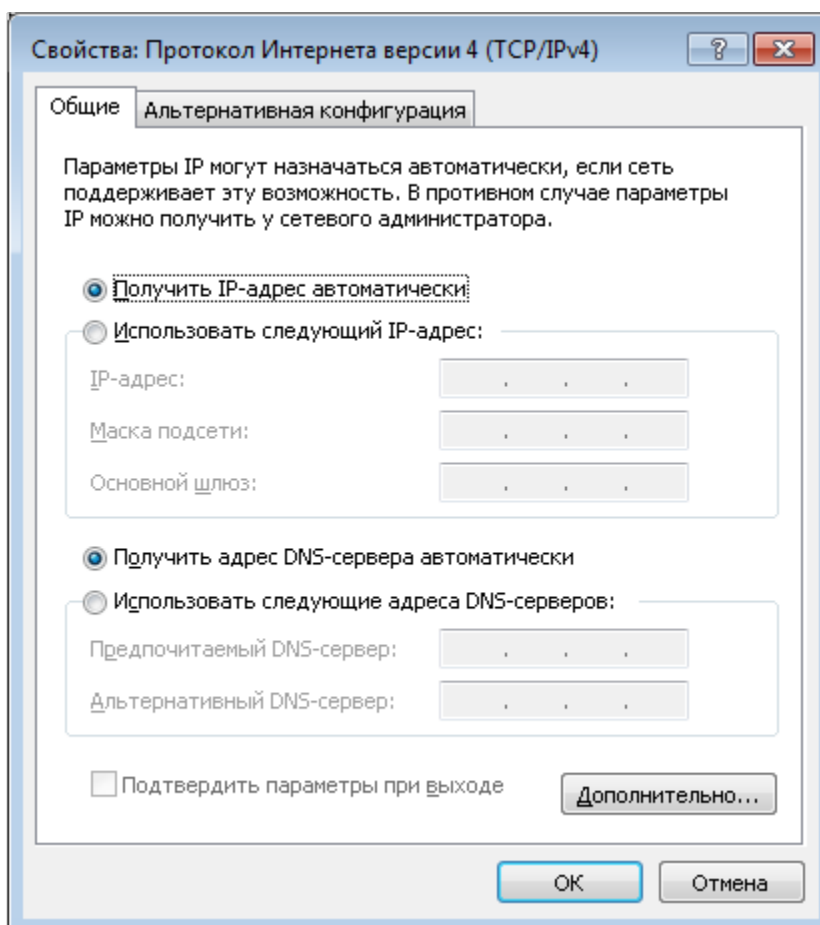 Свойства: Протокол Интернета версии 4 (TCP/IPv4)
Общие
Альтернативная конфигурация
Параметры IP могут назначаться автоматически, если сеть
поддерживает эту возможность. В противном случае параметры
IP можно получить у сетевого администратора.
Получить IP-адрес автоматически
Использовать следующий IP-адрес:
IP-адрес:
Маска подсети:
Основной шлюз:
Получить адрес DNS-сервера автоматически
Использовать следующие адреса DNS-серверов:
Предпочитаемый DNS-сервер:
Альтернативный DNS-сервер:
Подтвердить параметры при выходе
Дополнительно...
ОК
Отмена